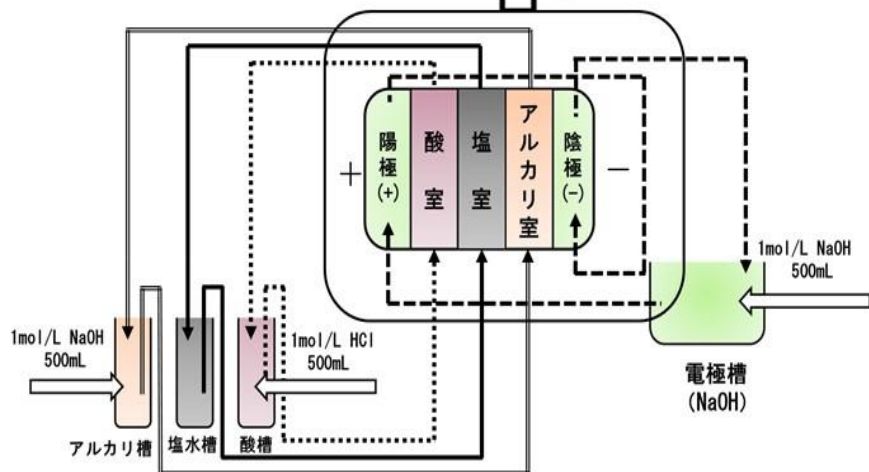 陽極(+)
酸室
塩室
アルカリ室
陰極(-)
+
-
1mol/L NaOH
500mL
1mol/L NaOH
500mL
1mol/L HCl
500mL
電極槽
(NaOH)
アルカリ槽
塩水槽
酸槽